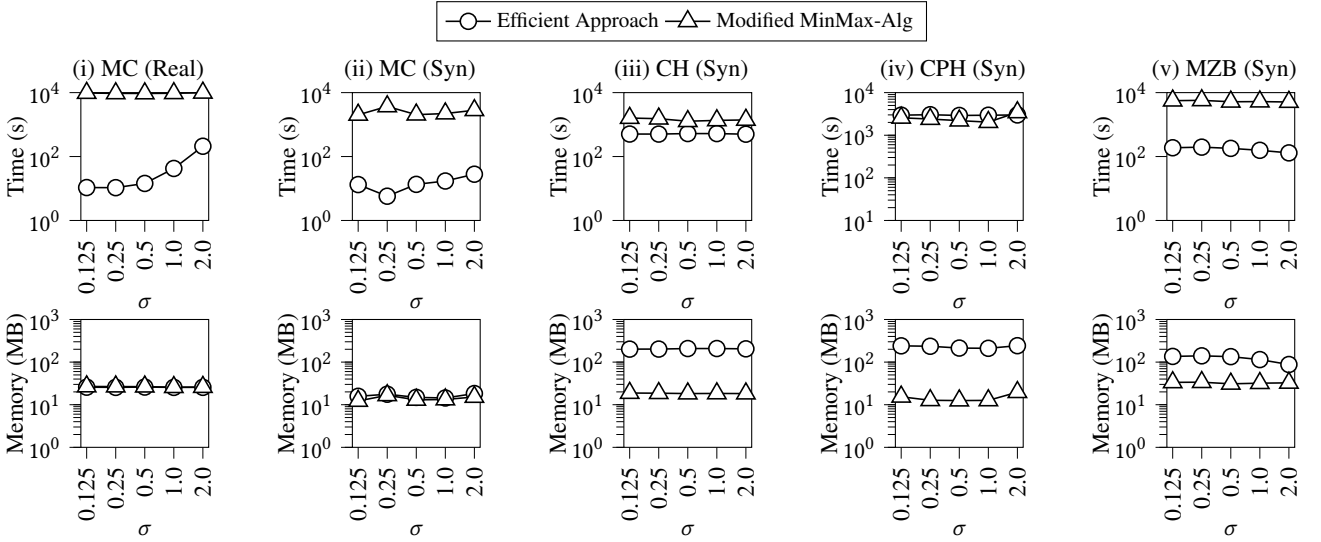 Efficient Approach Modified MinMax-Alg
(i) MC (Real) (ii) MC (Syn) (iii) CH (Syn) (iv) CPH (Syn) (v) MZB (Syn)
Time (s) 10^4 10^2 10^0 0.125 0.25 0.5 1.0 2.0 σ
Time (s) 10^4 10^2 10^0 0.125 0.25 0.5 1.0 2.0 σ
Time (s) 10^4 10^2 10^0 0.125 0.25 0.5 1.0 2.0 σ
Time (s) 10^4 10^3 10^2 10^1 0.125 0.25 0.5 1.0 2.0 σ
Time (s) 10^4 10^2 10^0 0.125 0.25 0.5 1.0 2.0 σ
Memory (MB) 10^3 10^2 10^1 10^0 0.125 0.25 0.5 1.0 2.0 σ
Memory (MB) 10^3 10^2 10^1 10^0 0.125 0.25 0.5 1.0 2.0 σ
Memory (MB) 10^3 10^2 10^1 10^0 0.125 0.25 0.5 1.0 2.0 σ
Memory (MB) 10^3 10^2 10^1 10^0 0.125 0.25 0.5 1.0 2.0 σ
Memory (MB) 10^3 10^2 10^1 10^0 0.125 0.25 0.5 1.0 2.0 σ